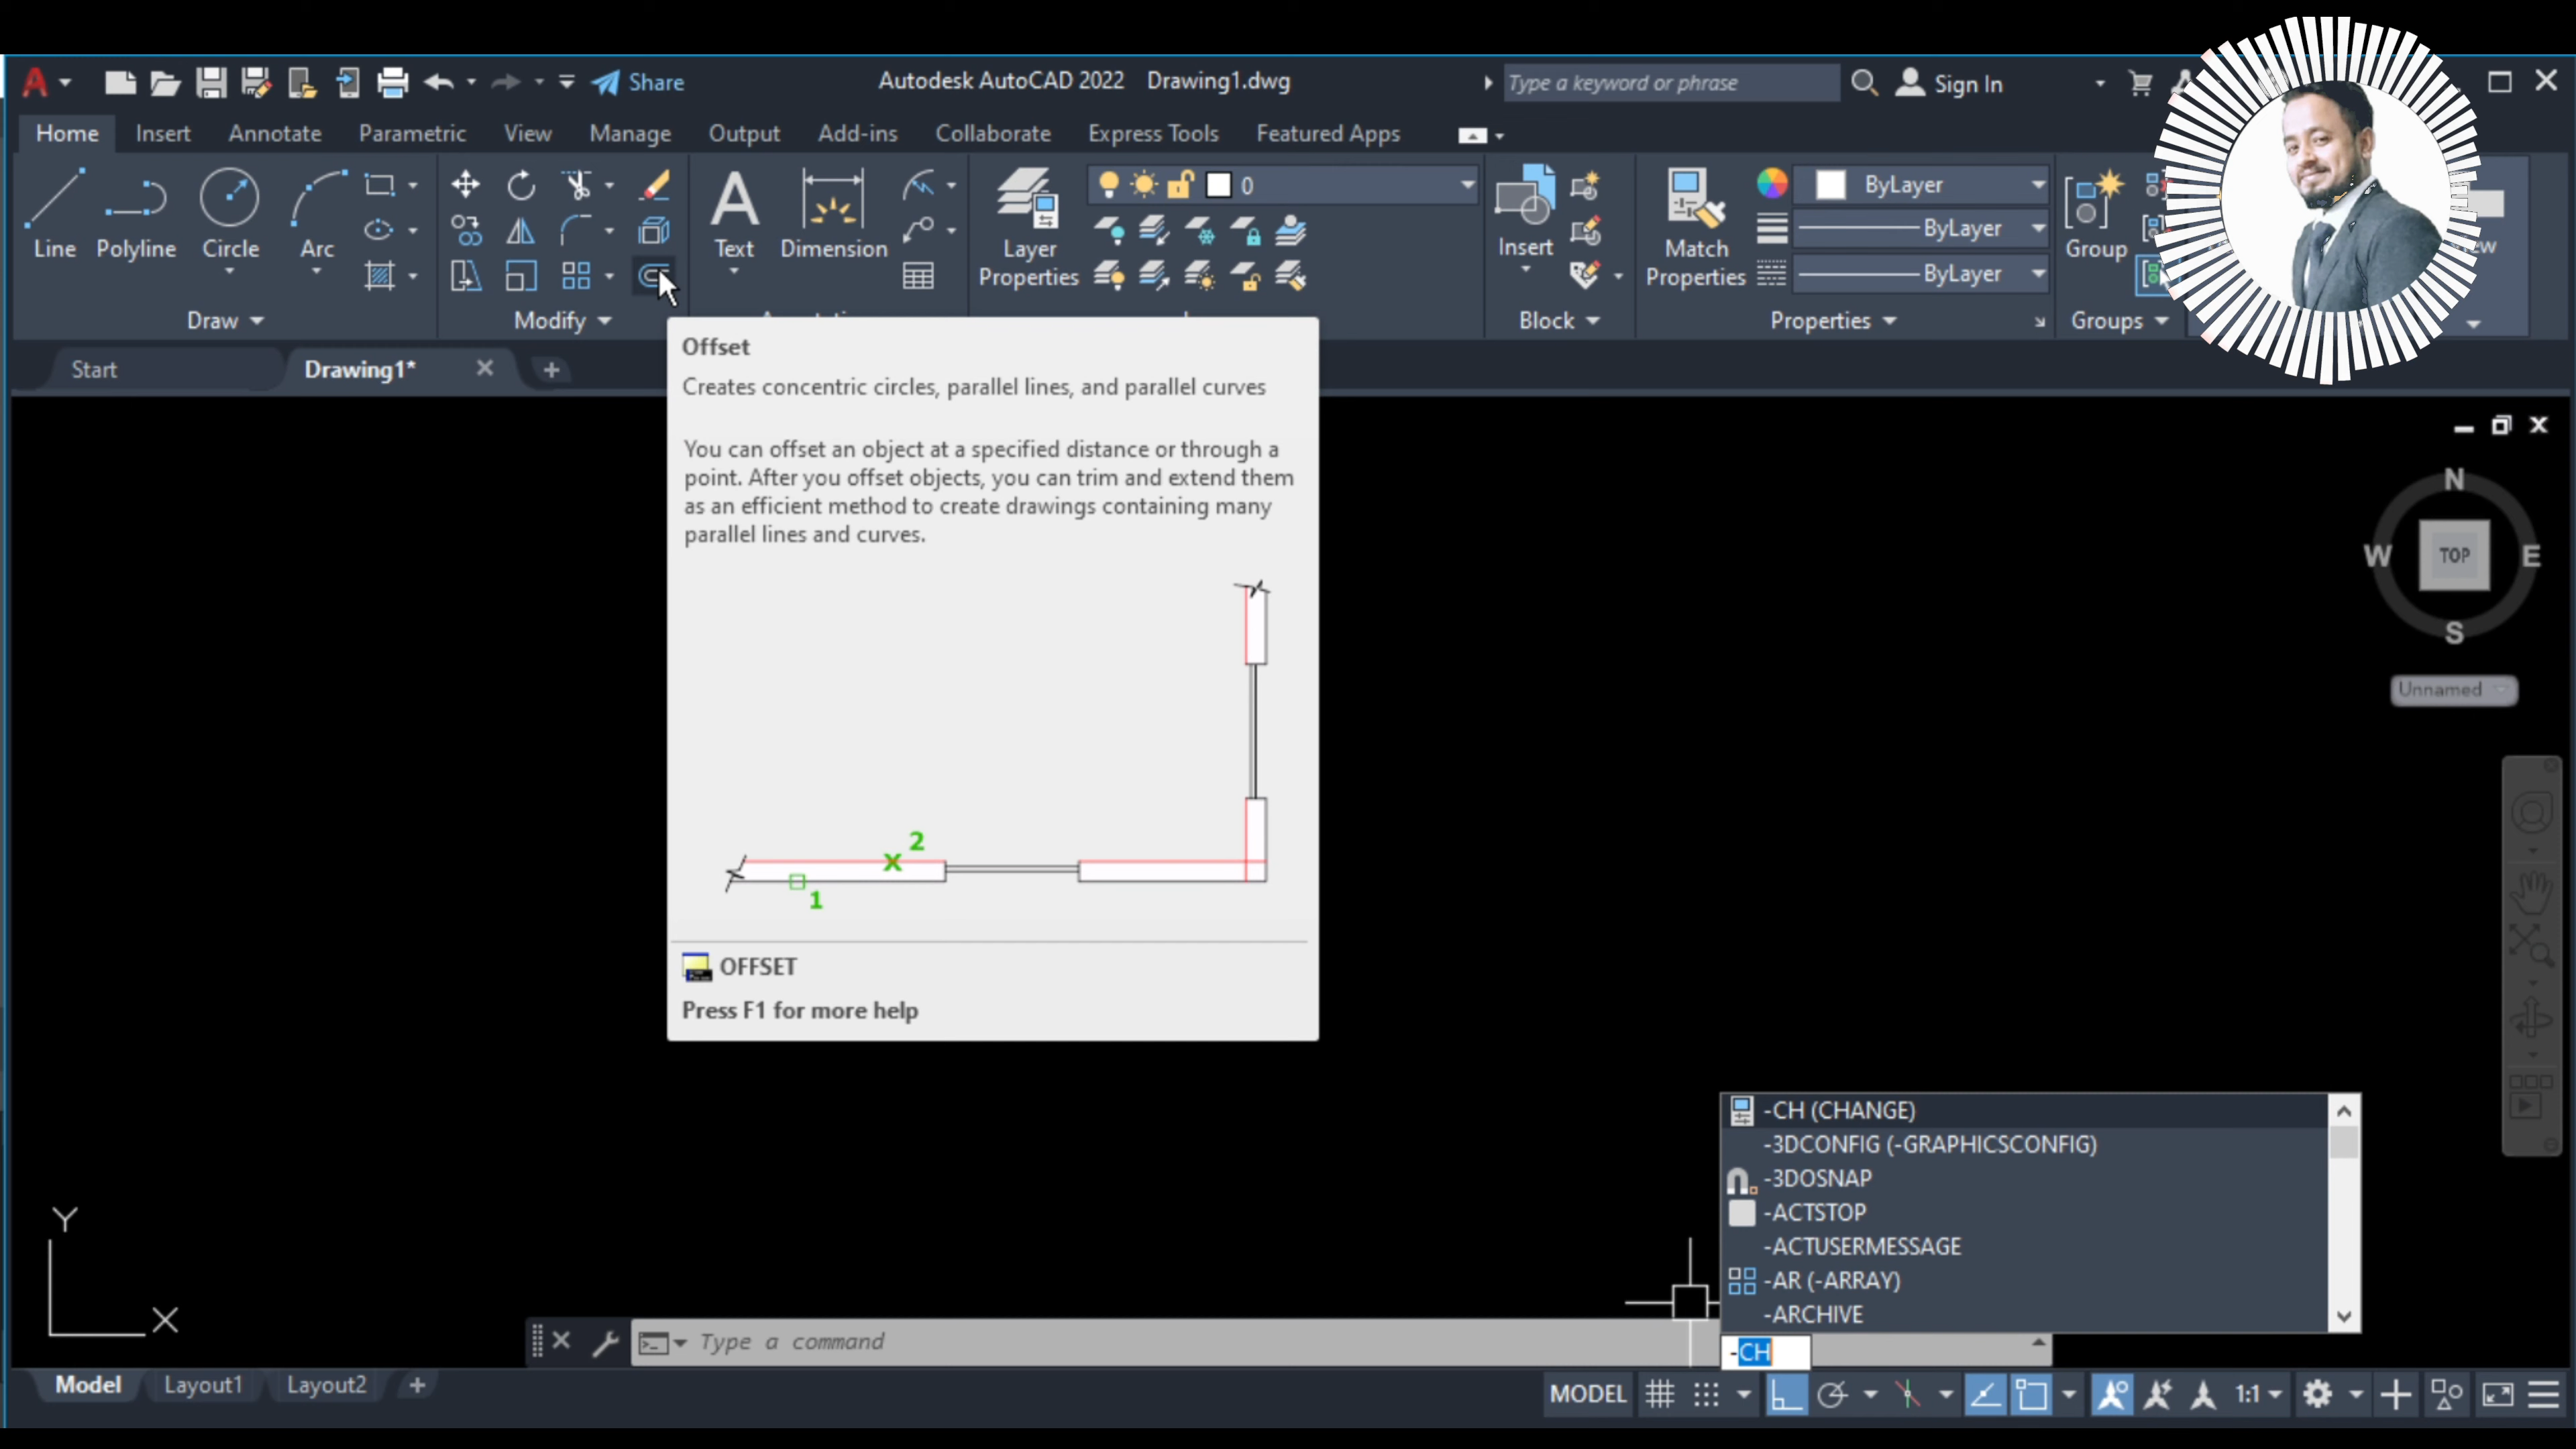 Share
Autodesk AutoCAD 2022 Drawing1.dwg
Type a keyword or phrase
Sign In
Home Insert Annotate Parametric View Manage Output Add-ins Collaborate Express Tools Featured Apps
Line Polyline Circle Arc
Text Dimension
Layer Properties
0
Insert
Match Properties
ByLayer
ByLayer
ByLayer
Group
Draw Modify Block Properties Groups
Start Drawing1*
Offset
Creates concentric circles, parallel lines, and parallel curves
You can offset an object at a specified distance or through a
point. After you offset objects, you can trim and extend them
as an efficient method to create drawings containing many
parallel lines and curves.
2
1
OFFSET
Press F1 for more help
N
W TOP E
S
Unnamed
-CH (CHANGE)
-3DCONFIG (-GRAPHICSCONFIG)
-3DOSNAP
-ACTSTOP
-ACTUSERMESSAGE
-AR (-ARRAY)
-ARCHIVE
Y
X
Type a command
-CH
Model Layout1 Layout2
MODEL 1:1